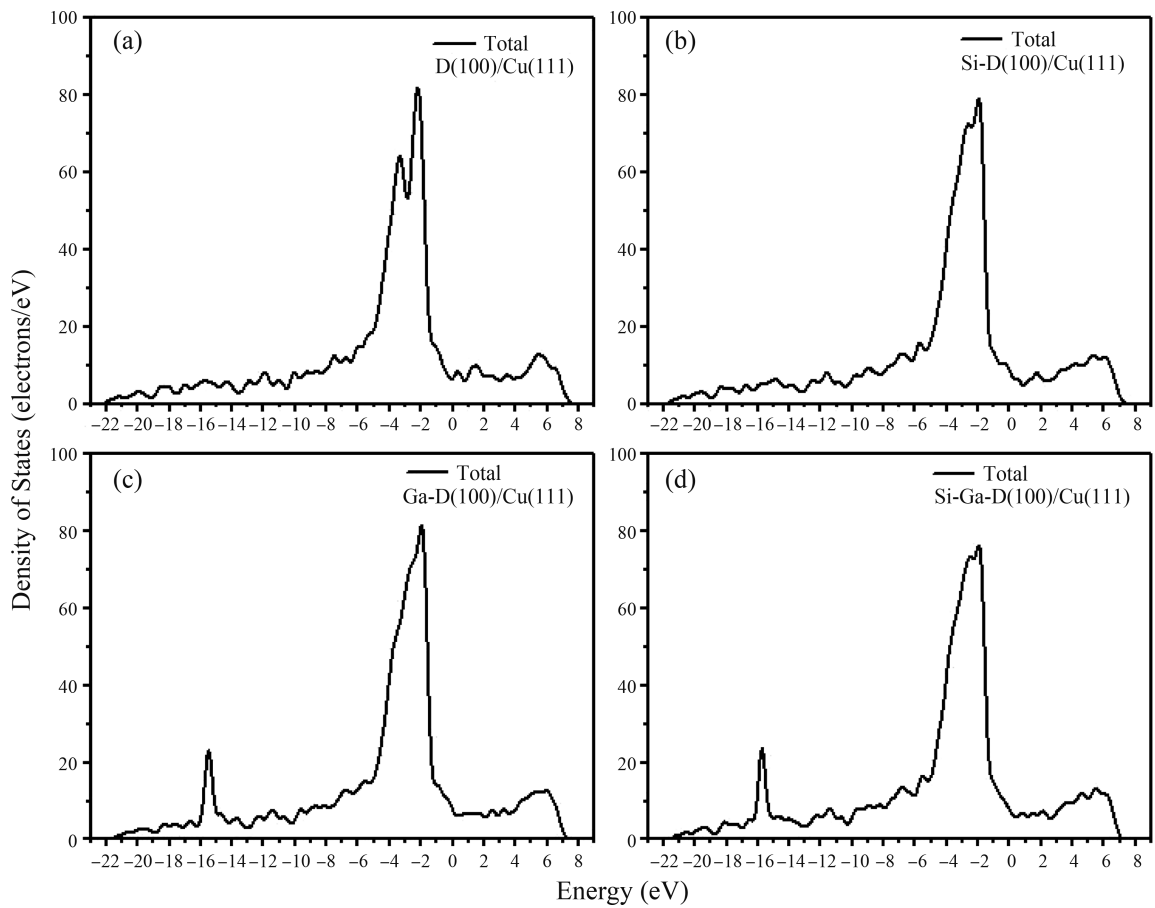 Density of States (electrons/eV)
(a)
Total
D(100)/Cu(111)
100
80
60
40
20
0
−22 −20 −18 −16 −14 −12 −10 −8 −6 −4 −2 0 2 4 6 8
(b)
Total
Si-D(100)/Cu(111)
100
80
60
40
20
0
−22 −20 −18 −16 −14 −12 −10 −8 −6 −4 −2 0 2 4 6 8
(c)
Total
Ga-D(100)/Cu(111)
100
80
60
40
20
0
−22 −20 −18 −16 −14 −12 −10 −8 −6 −4 −2 0 2 4 6 8
(d)
Total
Si-Ga-D(100)/Cu(111)
100
80
60
40
20
0
−22 −20 −18 −16 −14 −12 −10 −8 −6 −4 −2 0 2 4 6 8
Energy (eV)